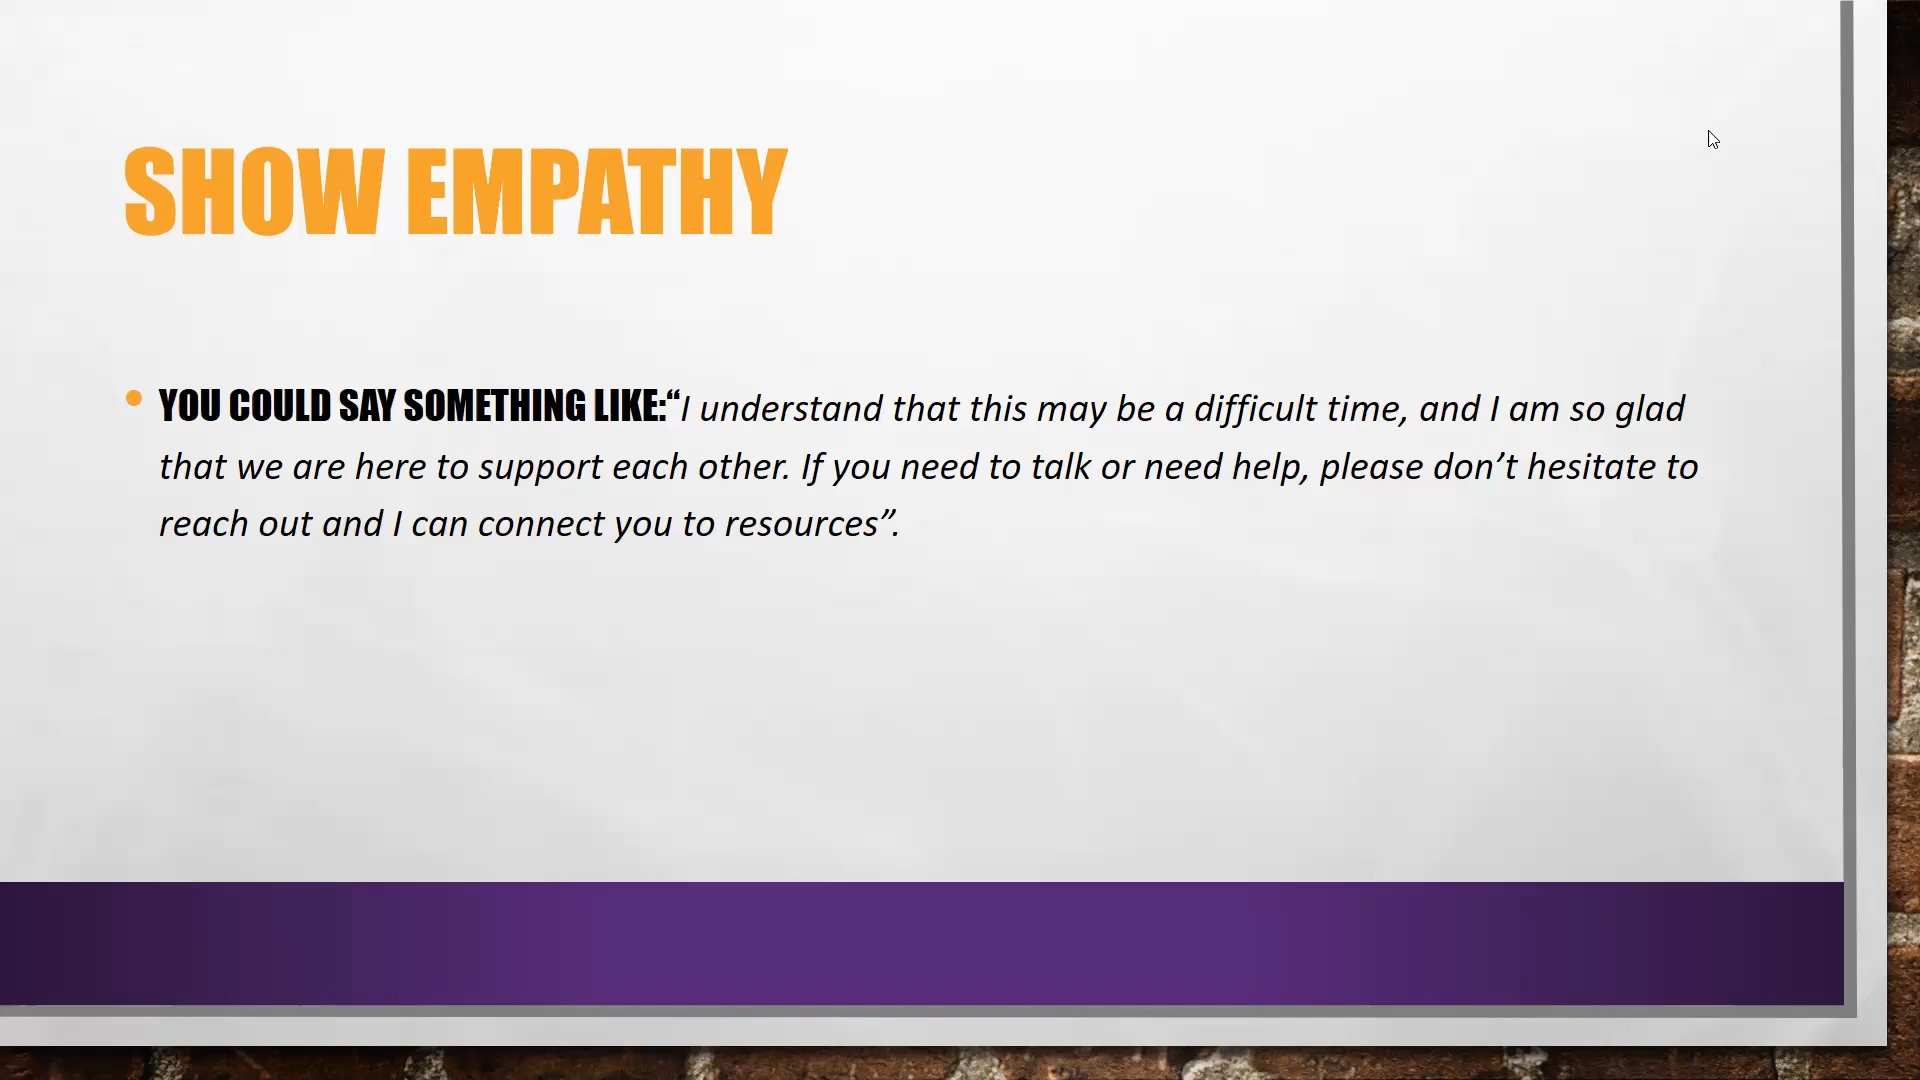 SHOW EMPATHY
YOU COULD SAY SOMETHING LIKE:“I understand that this may be a difficult time, and I am so glad
that we are here to support each other. If you need to talk or need help, please don’t hesitate to
reach out and I can connect you to resources”.